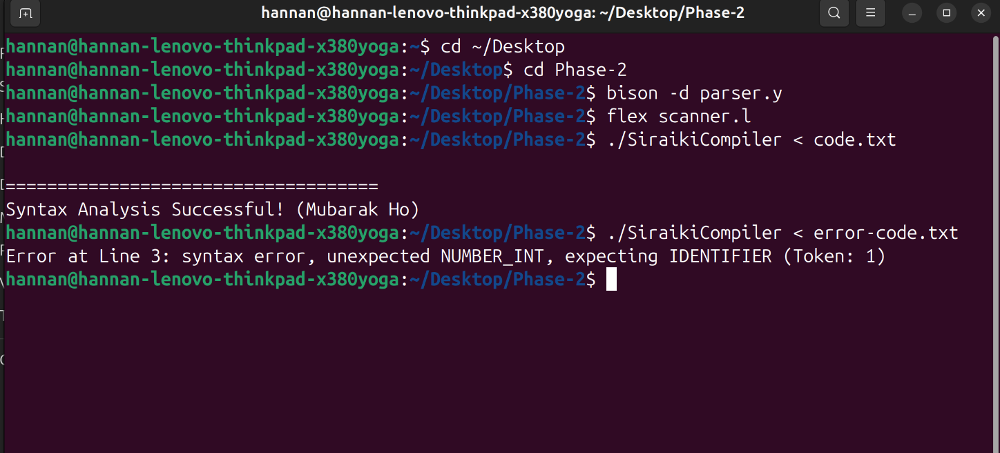 hannan@hannan-lenovo-thinkpad-x380yoga: ~/Desktop/Phase-2
hannan@hannan-lenovo-thinkpad-x380yoga:~$ cd ~/Desktop
hannan@hannan-lenovo-thinkpad-x380yoga:~/Desktop$ cd Phase-2
hannan@hannan-lenovo-thinkpad-x380yoga:~/Desktop/Phase-2$ bison -d parser.y
hannan@hannan-lenovo-thinkpad-x380yoga:~/Desktop/Phase-2$ flex scanner.l
hannan@hannan-lenovo-thinkpad-x380yoga:~/Desktop/Phase-2$ ./SiraikiCompiler < code.txt
====================================
Syntax Analysis Successful! (Mubarak Ho)
hannan@hannan-lenovo-thinkpad-x380yoga:~/Desktop/Phase-2$ ./SiraikiCompiler < error-code.txt
Error at Line 3: syntax error, unexpected NUMBER_INT, expecting IDENTIFIER (Token: 1)
hannan@hannan-lenovo-thinkpad-x380yoga:~/Desktop/Phase-2$